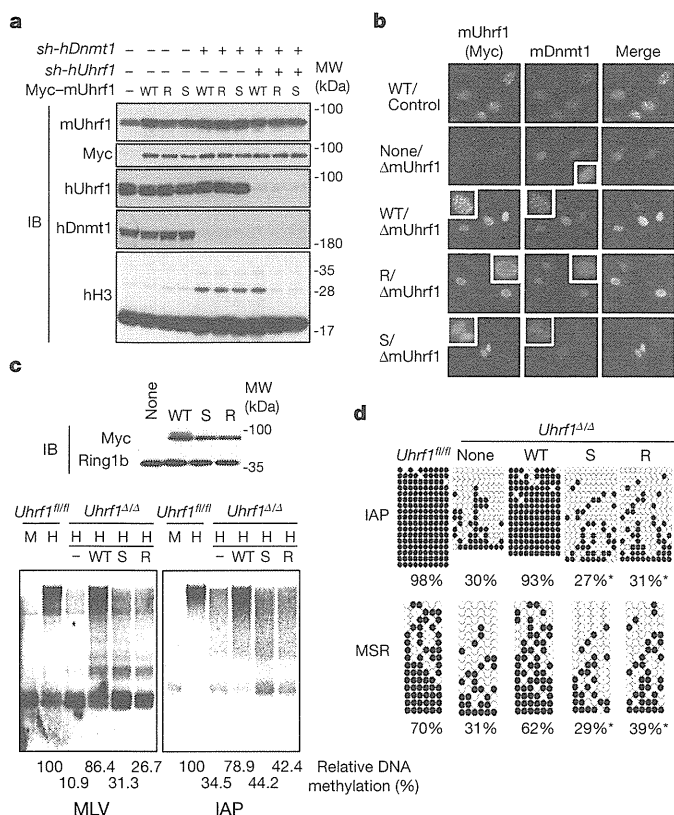 a
sh-hDnmt1 – – – – + + + + + +
sh-hUhrf1 – – – – – – – + + +
Myc–mUhrf1 – WT R S WT R S WT R S
MW
(kDa)
mUhrf1
-100
Myc
-100
hUhrf1
-100
hDnmt1
-180
hH3
-35
-28
-17
IB
b
mUhrf1
(Myc)
mDnmt1
Merge
WT/
Control
None/
ΔmUhrf1
WT/
ΔmUhrf1
R/
ΔmUhrf1
S/
ΔmUhrf1
c
None WT S R
MW
(kDa)
IB
Myc
-100
Ring1b
-35
Uhrf1fl/fl Uhrf1Δ/Δ Uhrf1fl/fl Uhrf1Δ/Δ
M H H H H H M H H H H H
– WT S R – WT S R
100 86.4 26.7 100 78.9 42.4
10.9 31.3 34.5 44.2
Relative DNA
methylation (%)
MLV IAP
d
Uhrf1Δ/Δ
Uhrf1fl/fl None WT S R
IAP
98% 30% 93% 27%* 31%*
MSR
70% 31% 62% 29%* 39%*